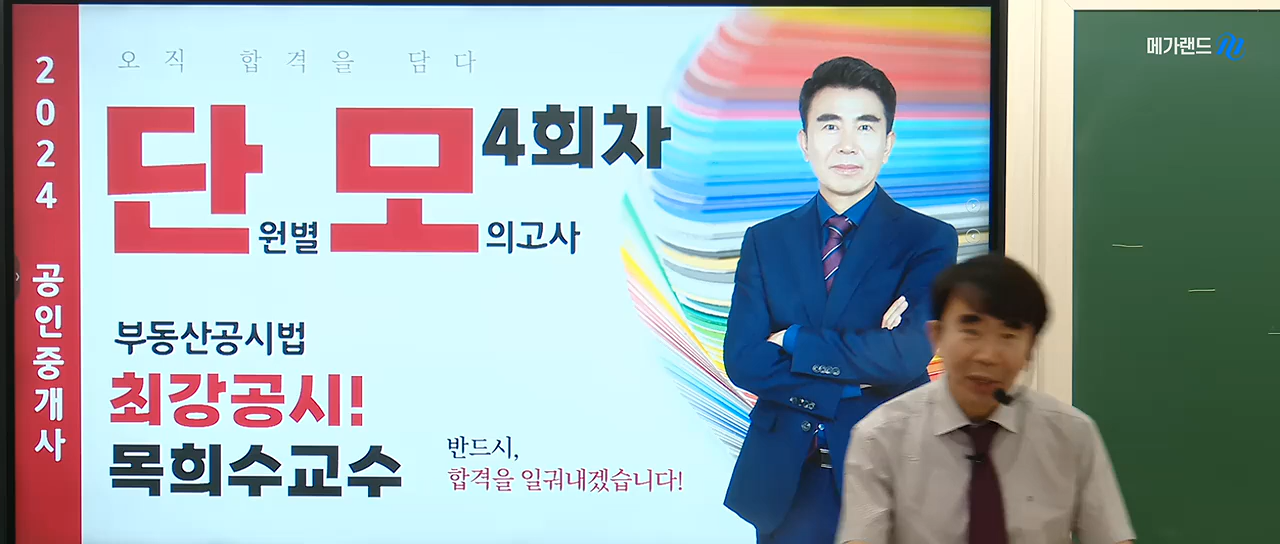 2024 공인중개사
오직 합격을 담다
단원별 모의고사 4회차
부동산공시법
최강공시!
목희수교수
반드시,
합격을 일궈내겠습니다!
메가랜드